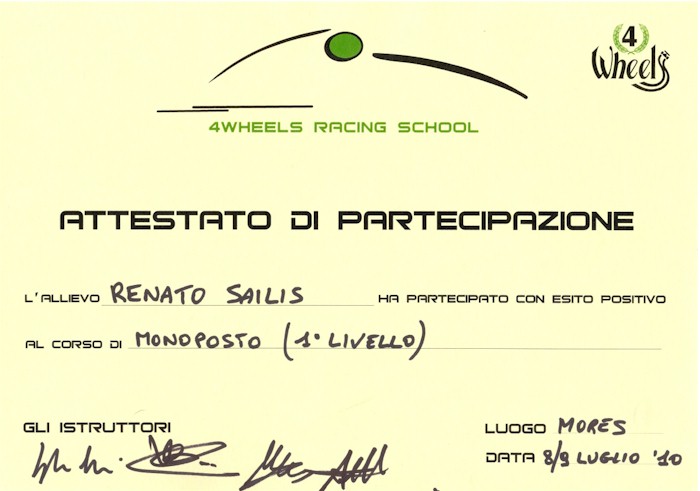 4 Wheels
4WHEELS RACING SCHOOL
ATTESTATO DI PARTECIPAZIONE
L'ALLIEVO RENATO SAILIS HA PARTECIPATO CON ESITO POSITIVO
AL CORSO DI MONOPOSTO (1° LIVELLO)
GLI ISTRUTTORI
LUOGO MORES
DATA 8/9 LUGLIO '10